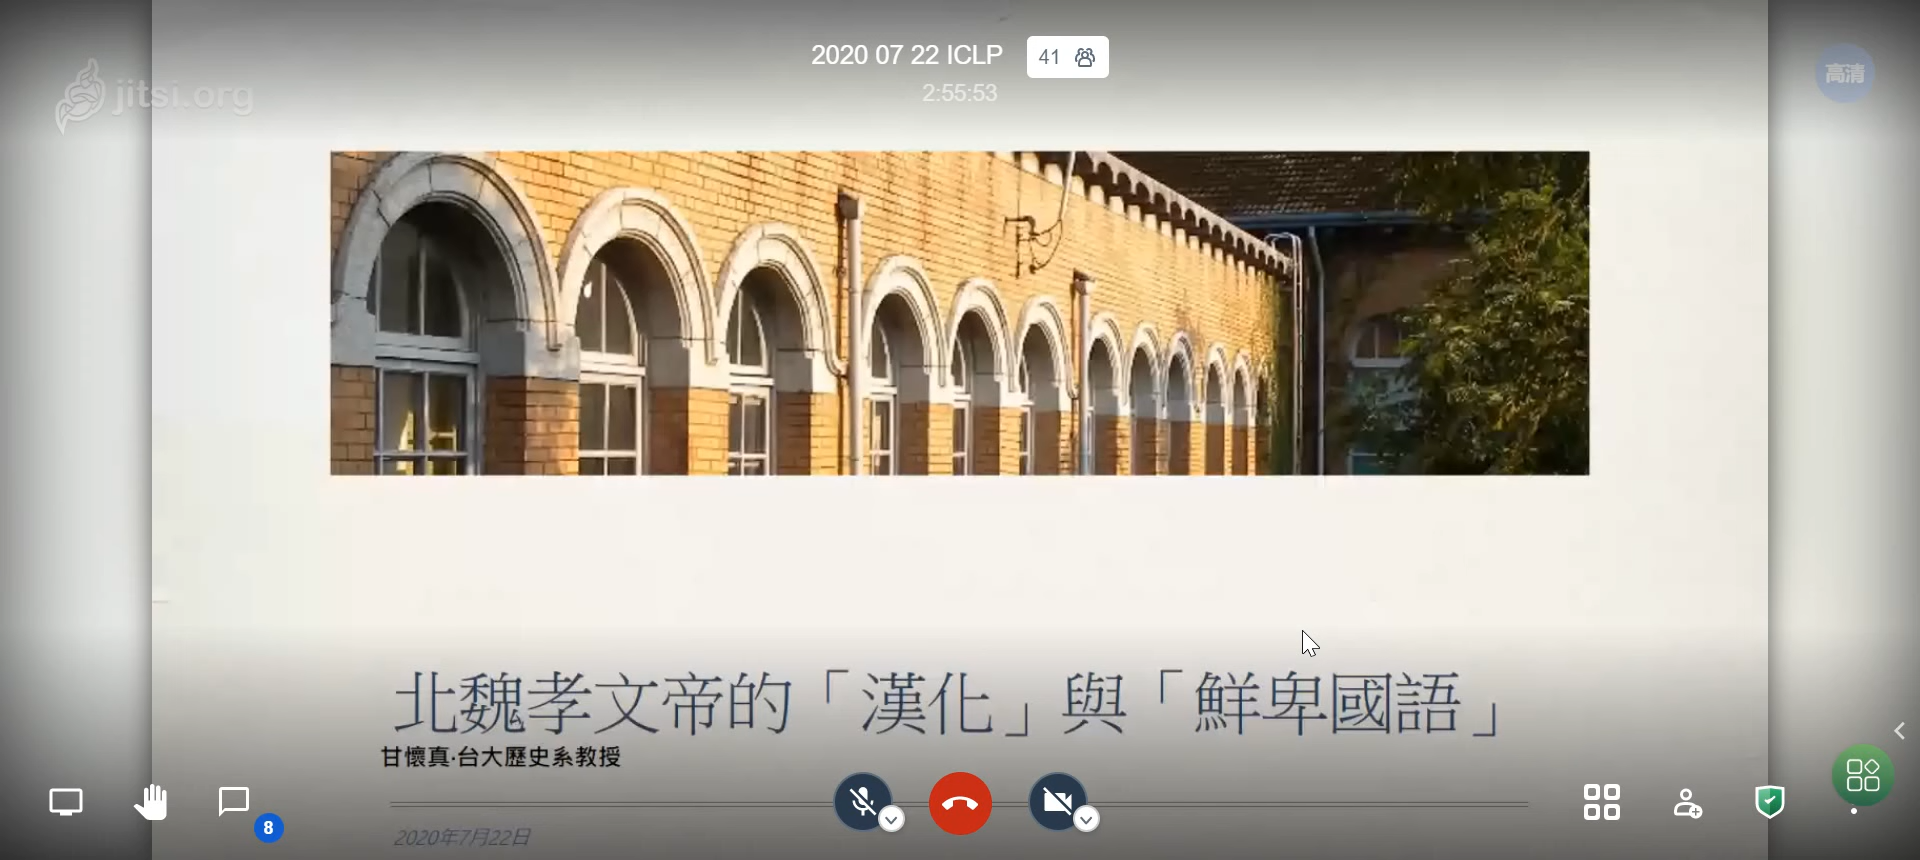 2020 07 22 ICLP
41
2:55:53
jitsi.org
高清
北魏孝文帝的「漢化」與「鮮卑國語」
甘懷真·台大歷史系教授
8
2020年7月22日